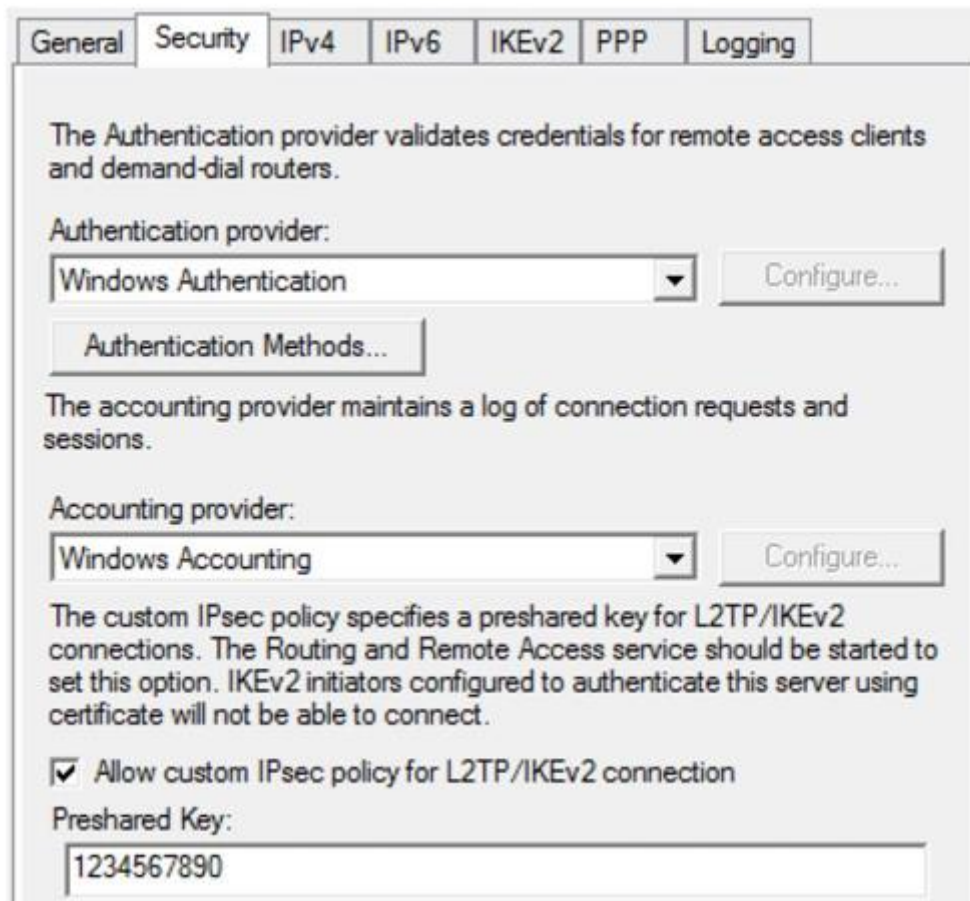 General Security IPv4 IPv6 IKEv2 PPP Logging
The Authentication provider validates credentials for remote access clients
and demand-dial routers.
Authentication provider:
Windows Authentication Configure...
Authentication Methods...
The accounting provider maintains a log of connection requests and
sessions.
Accounting provider:
Windows Accounting Configure...
The custom IPsec policy specifies a preshared key for L2TP/IKEv2
connections. The Routing and Remote Access service should be started to
set this option. IKEv2 initiators configured to authenticate this server using
certificate will not be able to connect.
Allow custom IPsec policy for L2TP/IKEv2 connection
Preshared Key:
1234567890